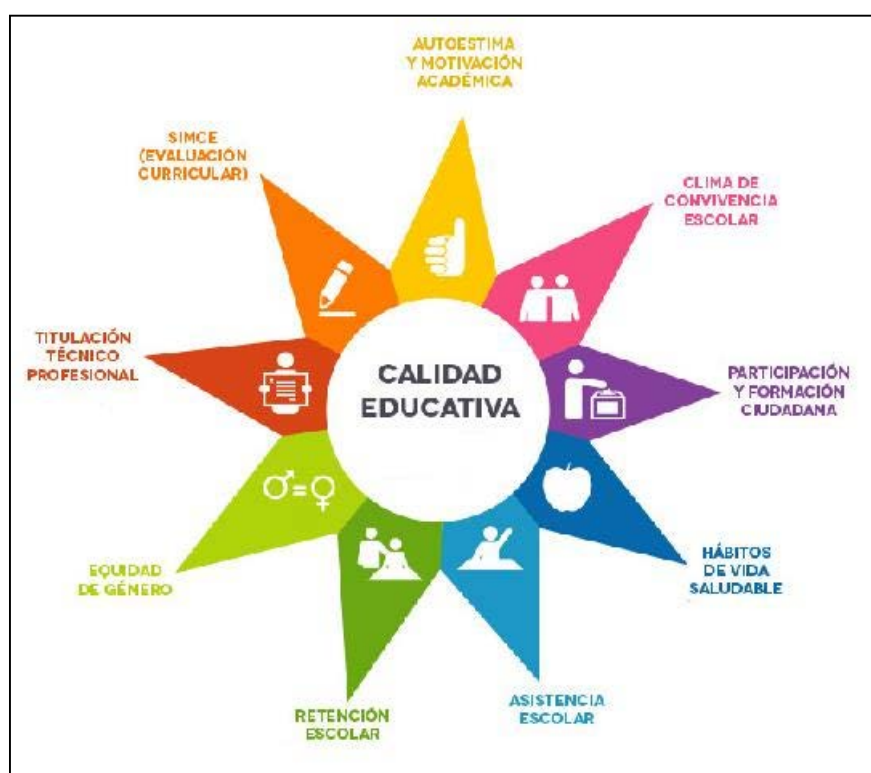 AUTOESTIMA
Y MOTIVACIÓN
ACADÉMICA
CLIMA DE
CONVIVENCIA
ESCOLAR
PARTICIPACIÓN
Y FORMACIÓN
CIUDADANA
HÁBITOS
DE VIDA
SALUDABLE
ASISTENCIA
ESCOLAR
RETENCIÓN
ESCOLAR
EQUIDAD
DE GÉNERO
TITULACIÓN
TÉCNICO
PROFESIONAL
SIMCE
(EVALUACIÓN
CURRICULAR)
CALIDAD
EDUCATIVA